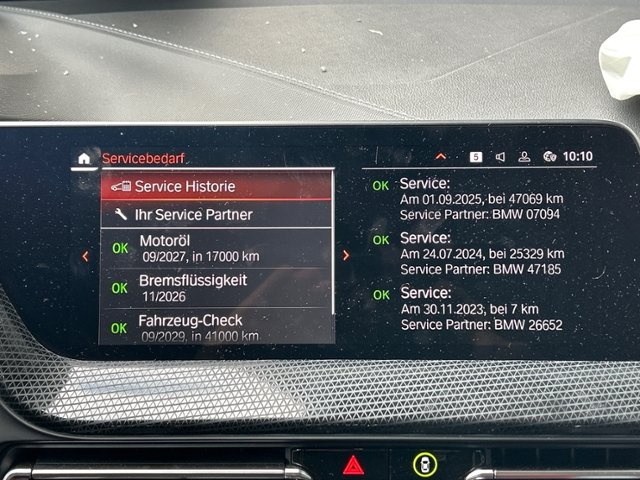 Servicebedarf
5
10:10
Service Historie
Ihr Service Partner
OK Motoröl
09/2027, in 17000 km
OK Bremsflüssigkeit
11/2026
OK Fahrzeug-Check
09/2029, in 41000 km
OK Service:
Am 01.09.2025, bei 47069 km
Service Partner: BMW 07094
OK Service:
Am 24.07.2024, bei 25329 km
Service Partner: BMW 47185
OK Service:
Am 30.11.2023, bei 7 km
Service Partner: BMW 26652